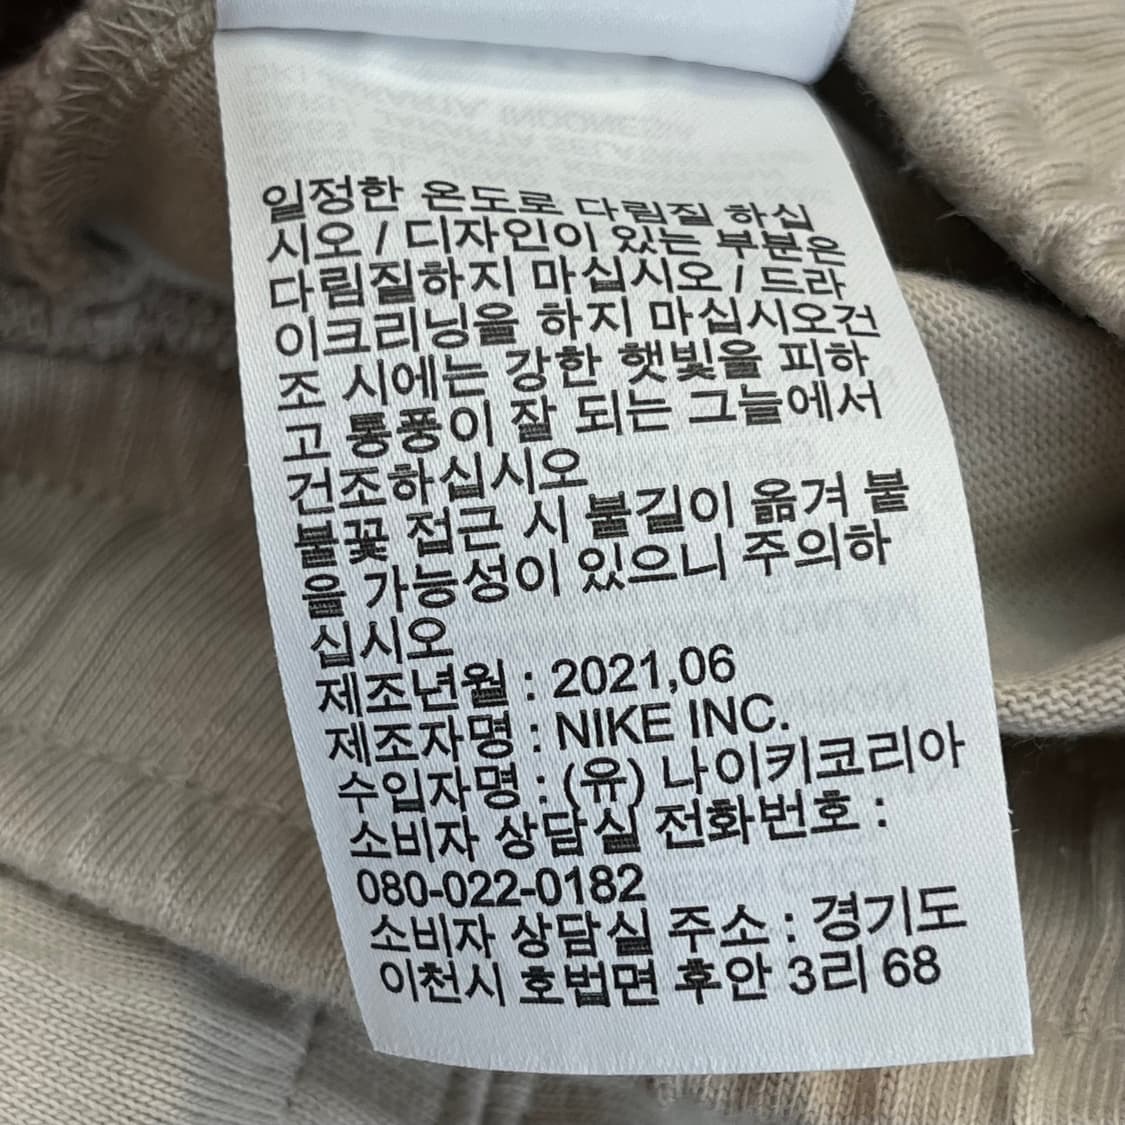 일정한 온도로 다림질 하십
시오 / 디자인이 있는 부분은
다림질하지 마십시오 / 드라
이크리닝을 하지 마십시오건
조 시에는 강한 햇빛을 피하
고 통풍이 잘 되는 그늘에서
건조하십시오
불꽃 접근 시 불길이 옮겨 붙
을 가능성이 있으니 주의하
십시오
제조년월 : 2021,06
제조자명 : NIKE INC.
수입자명 : (유) 나이키코리아
소비자 상담실 전화번호 :
080-022-0182
소비자 상담실 주소 : 경기도
이천시 호법면 후안 3리 68